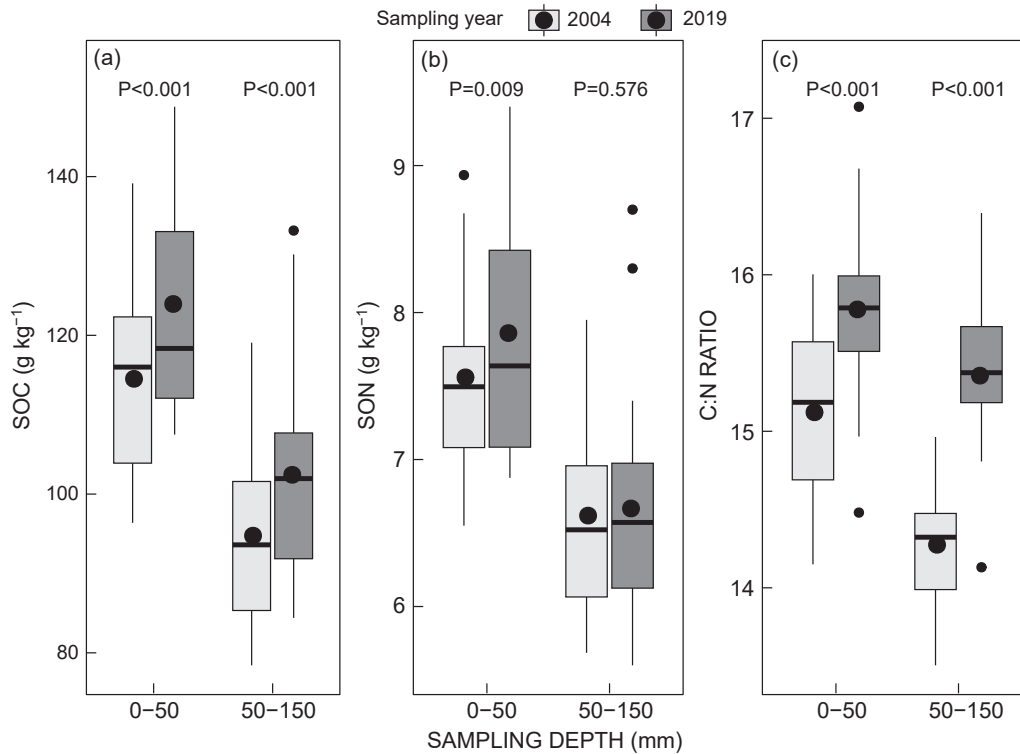 Sampling year 2004 2019
(a)
P<0.001 P<0.001
SOC (g kg⁻¹)
140
120
100
80
0−50 50−150
(b)
P=0.009 P=0.576
SON (g kg⁻¹)
9
8
7
6
0−50 50−150
(c)
P<0.001 P<0.001
C:N RATIO
17
16
15
14
0−50 50−150
SAMPLING DEPTH (mm)